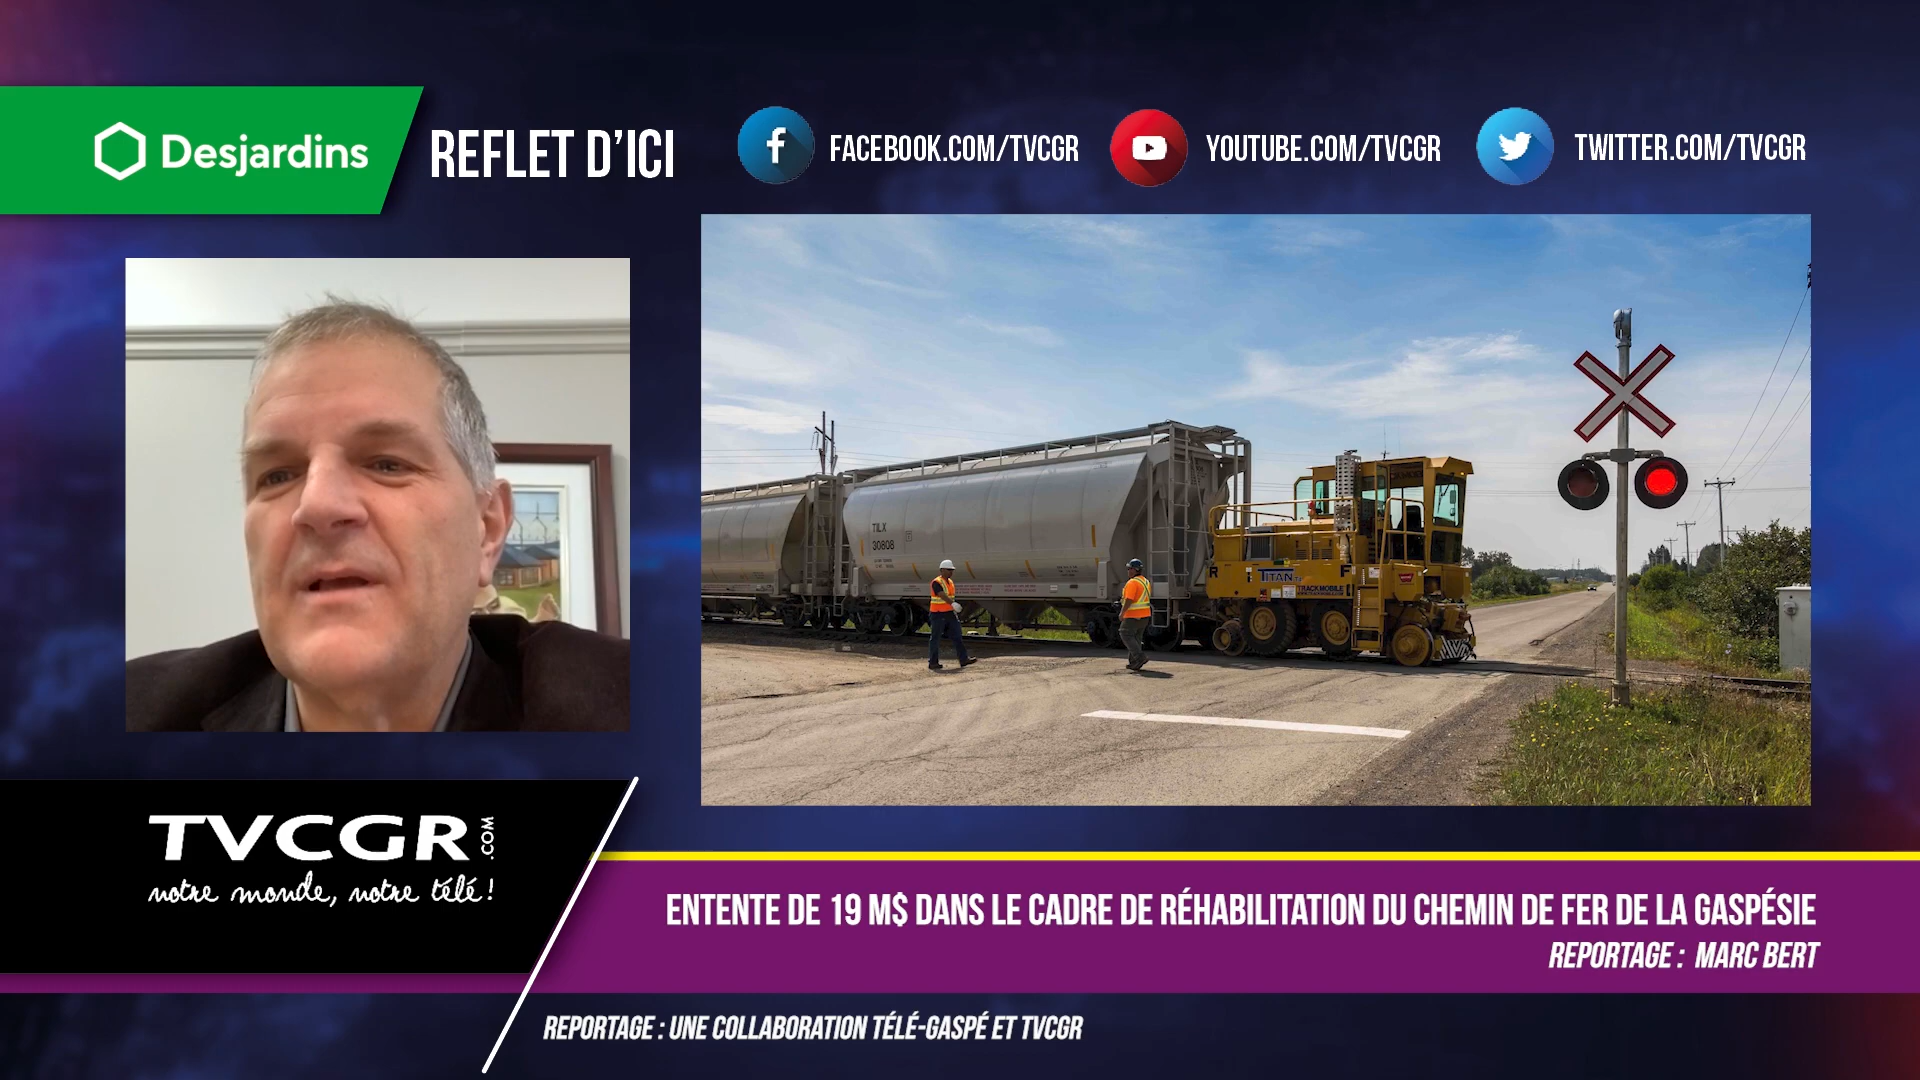 Desjardins
REFLET D'ICI
FACEBOOK.COM/TVCGR
YOUTUBE.COM/TVCGR
TWITTER.COM/TVCGR
TILX
30808
R
TITAN
F
TRACKMOBILE
TVCGR.COM
notre monde, notre télé!
ENTENTE DE 19 M$ DANS LE CADRE DE RÉHABILITATION DU CHEMIN DE FER DE LA GASPÉSIE
REPORTAGE : MARC BERT
REPORTAGE : UNE COLLABORATION TÉLÉ-GASPÉ ET TVCGR